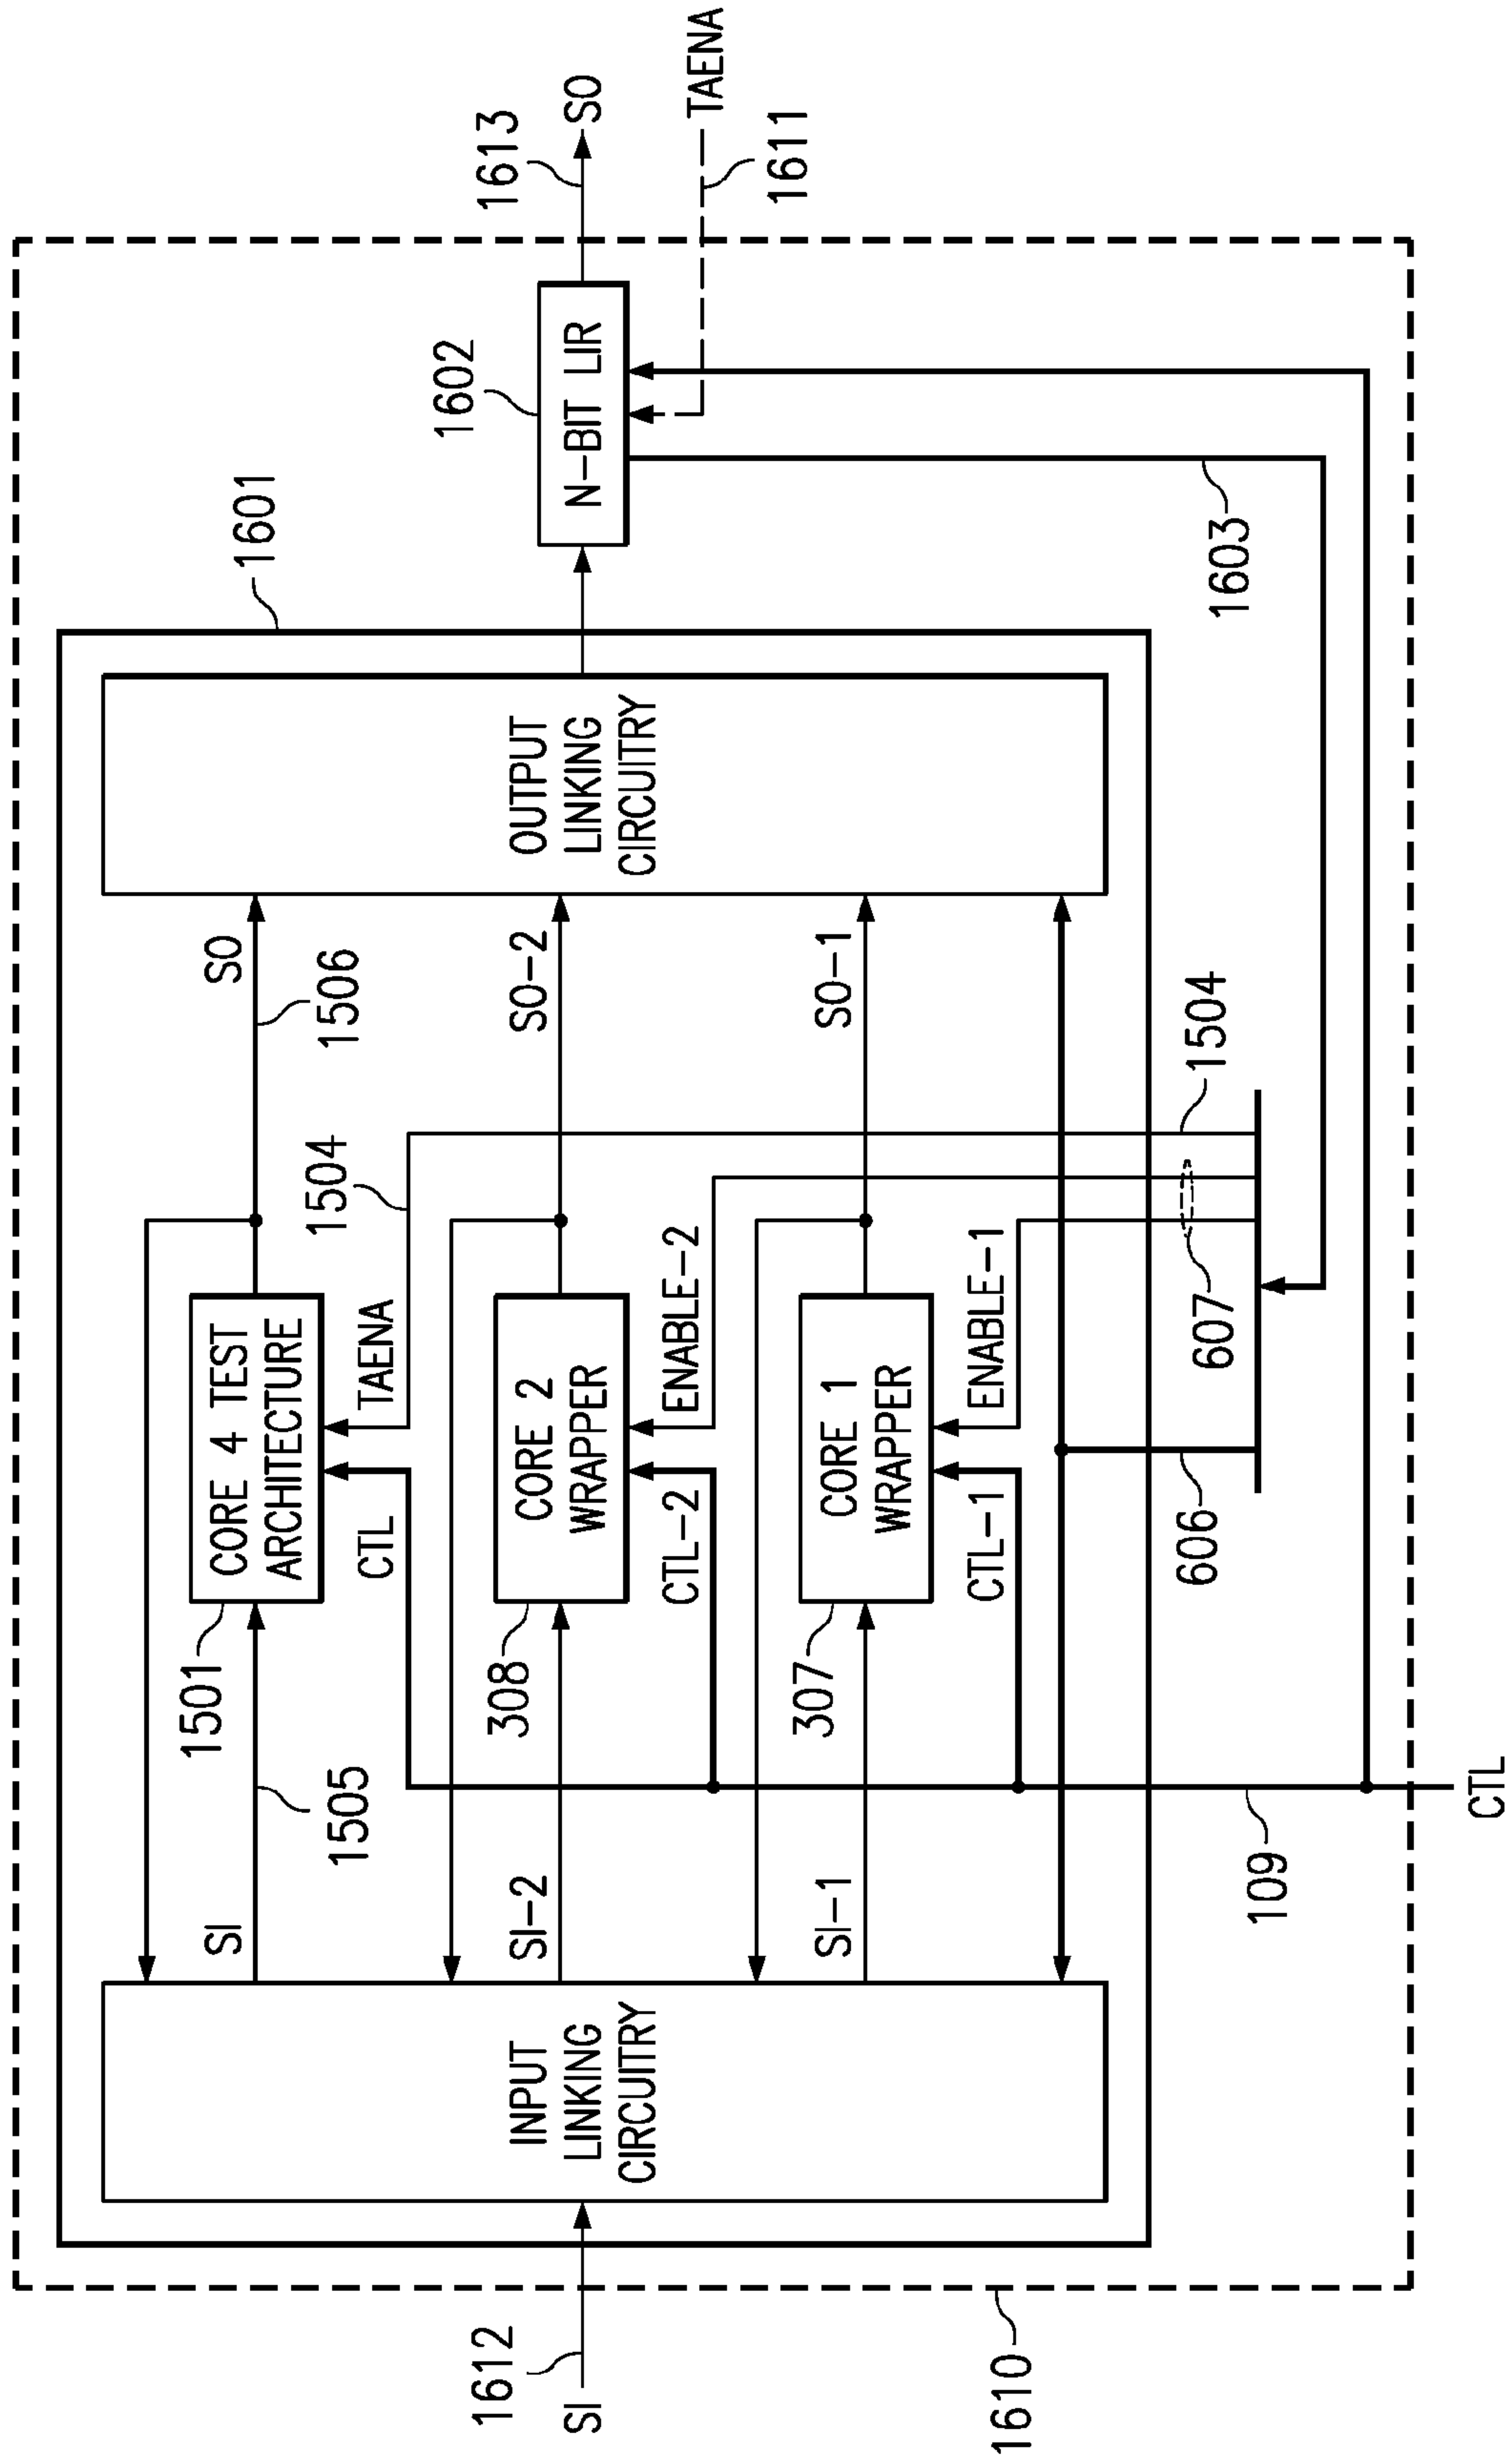 1610
1612
SI
INPUT
LINKING
CIRCUITRY
SI
1505
SI-2
SI-1
109
CTL
1501
CORE 4 TEST
ARCHITECTURE
CTL
TAENA
1504
308
CORE 2
WRAPPER
CTL-2
ENABLE-2
307
CORE 1
WRAPPER
CTL-1
ENABLE-1
606
607
1504
SO
1506
SO-2
SO-1
OUTPUT
LINKING
CIRCUITRY
1601
1602
N-BIT LIR
1603
1613
SO
TAENA
1611